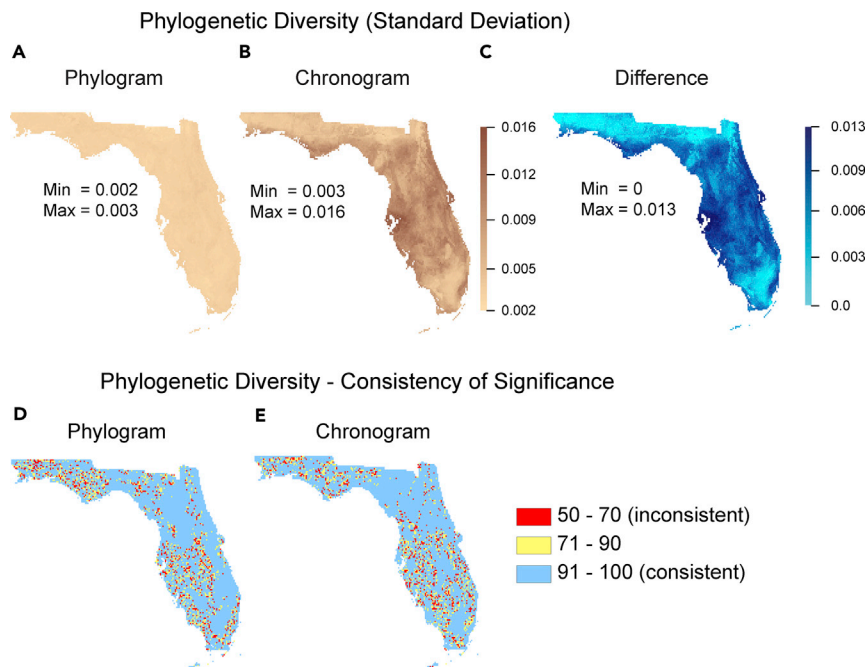 Phylogenetic Diversity (Standard Deviation)
A
B
C
Phylogram
Chronogram
Difference
Min = 0.002
Max = 0.003
Min = 0.003
Max = 0.016
0.016
0.012
0.009
0.005
0.002
Min = 0
Max = 0.013
0.013
0.009
0.006
0.003
0.0
Phylogenetic Diversity - Consistency of Significance
D
E
Phylogram
Chronogram
50 - 70 (inconsistent)
71 - 90
91 - 100 (consistent)